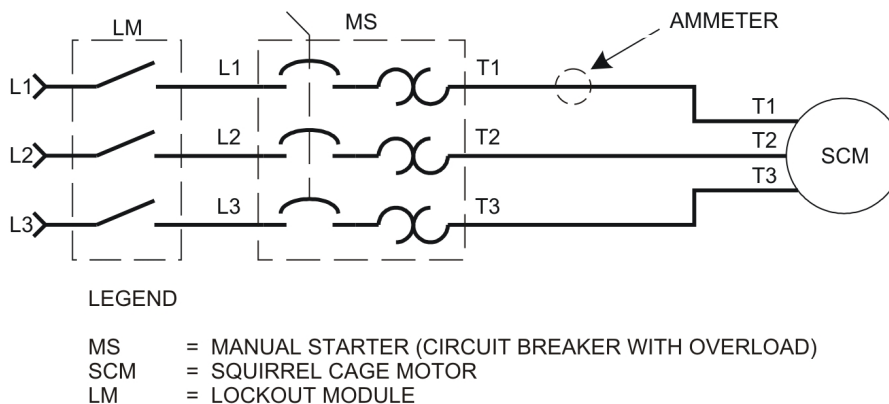 LM
MS
AMMETER
L1
L1
T1
T1
L2
L2
T2
T2
SCM
L3
L3
T3
T3
LEGEND
MS = MANUAL STARTER (CIRCUIT BREAKER WITH OVERLOAD)
SCM = SQUIRREL CAGE MOTOR
LM = LOCKOUT MODULE